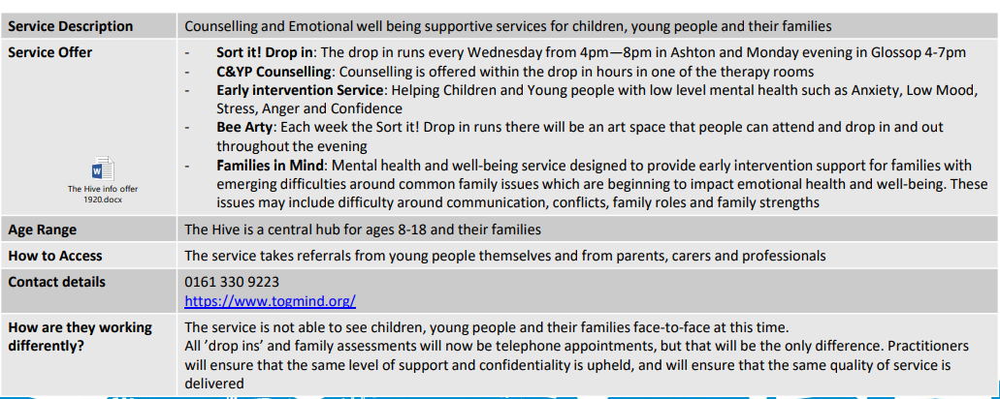 Service Description
Counselling and Emotional well being supportive services for children, young people and their families
Service Offer
- Sort it! Drop in: The drop in runs every Wednesday from 4pm—8pm in Ashton and Monday evening in Glossop 4-7pm
- C&YP Counselling: Counselling is offered within the drop in hours in one of the therapy rooms
- Early intervention Service: Helping Children and Young people with low level mental health such as Anxiety, Low Mood,
Stress, Anger and Confidence
- Bee Arty: Each week the Sort it! Drop in runs there will be an art space that people can attend and drop in and out
throughout the evening
- Families in Mind: Mental health and well-being service designed to provide early intervention support for families with
emerging difficulties around common family issues which are beginning to impact emotional health and well-being. These
issues may include difficulty around communication, conflicts, family roles and family strengths
W
The Hive info offer
1920.docx
Age Range
The Hive is a central hub for ages 8-18 and their families
How to Access
The service takes referrals from young people themselves and from parents, carers and professionals
Contact details
0161 330 9223
https://www.togmind.org/
How are they working
differently?
The service is not able to see children, young people and their families face-to-face at this time.
All ’drop ins’ and family assessments will now be telephone appointments, but that will be the only difference. Practitioners
will ensure that the same level of support and confidentiality is upheld, and will ensure that the same quality of service is
delivered